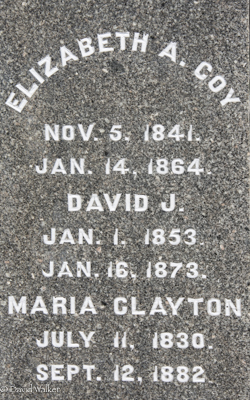 ELIZABETH A. COY
NOV. 5. 1841.
JAN. 14, 1864.
DAVID J.
JAN. 1. 1853.
JAN. 16, 1873.
MARIA CLAYTON
JULY 11, 1830.
SEPT. 12, 1882.
©David Walker